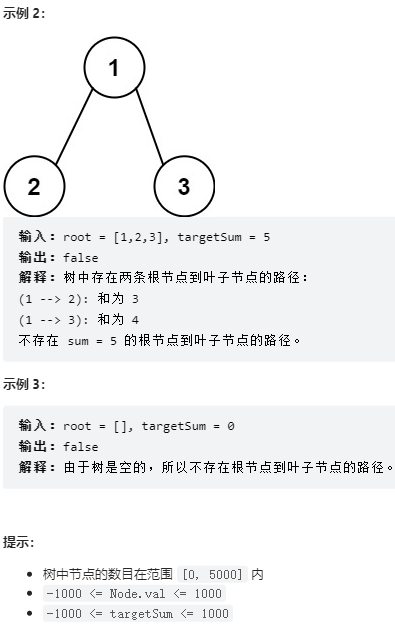 示例 2：
1
2
3
输入：root = [1,2,3], targetSum = 5
输出：false
解释：树中存在两条根节点到叶子节点的路径：
(1 --> 2): 和为 3
(1 --> 3): 和为 4
不存在 sum = 5 的根节点到叶子节点的路径。
示例 3：
输入：root = [], targetSum = 0
输出：false
解释：由于树是空的，所以不存在根节点到叶子节点的路径。
提示：
树中节点的数目在范围 [0, 5000] 内
-1000 <= Node.val <= 1000
-1000 <= targetSum <= 1000